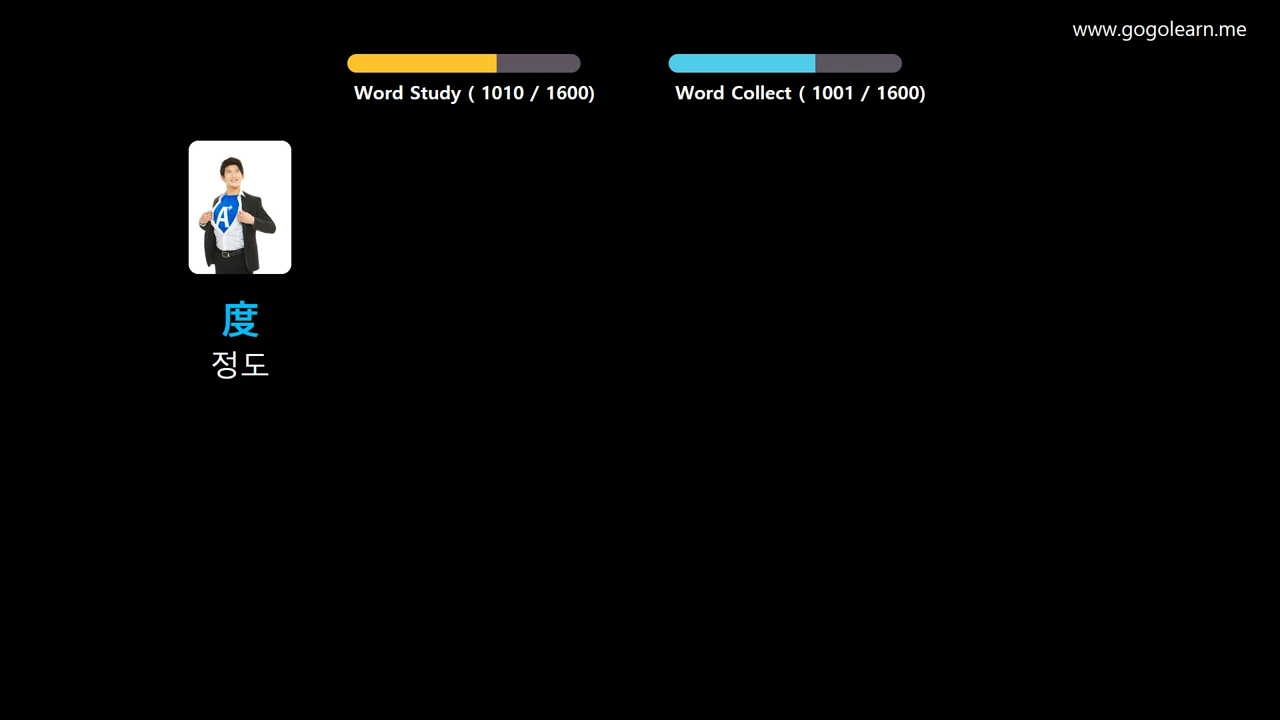 www.gogolearn.me
Word Study ( 1010 / 1600)
Word Collect ( 1001 / 1600)
A+
度
정도